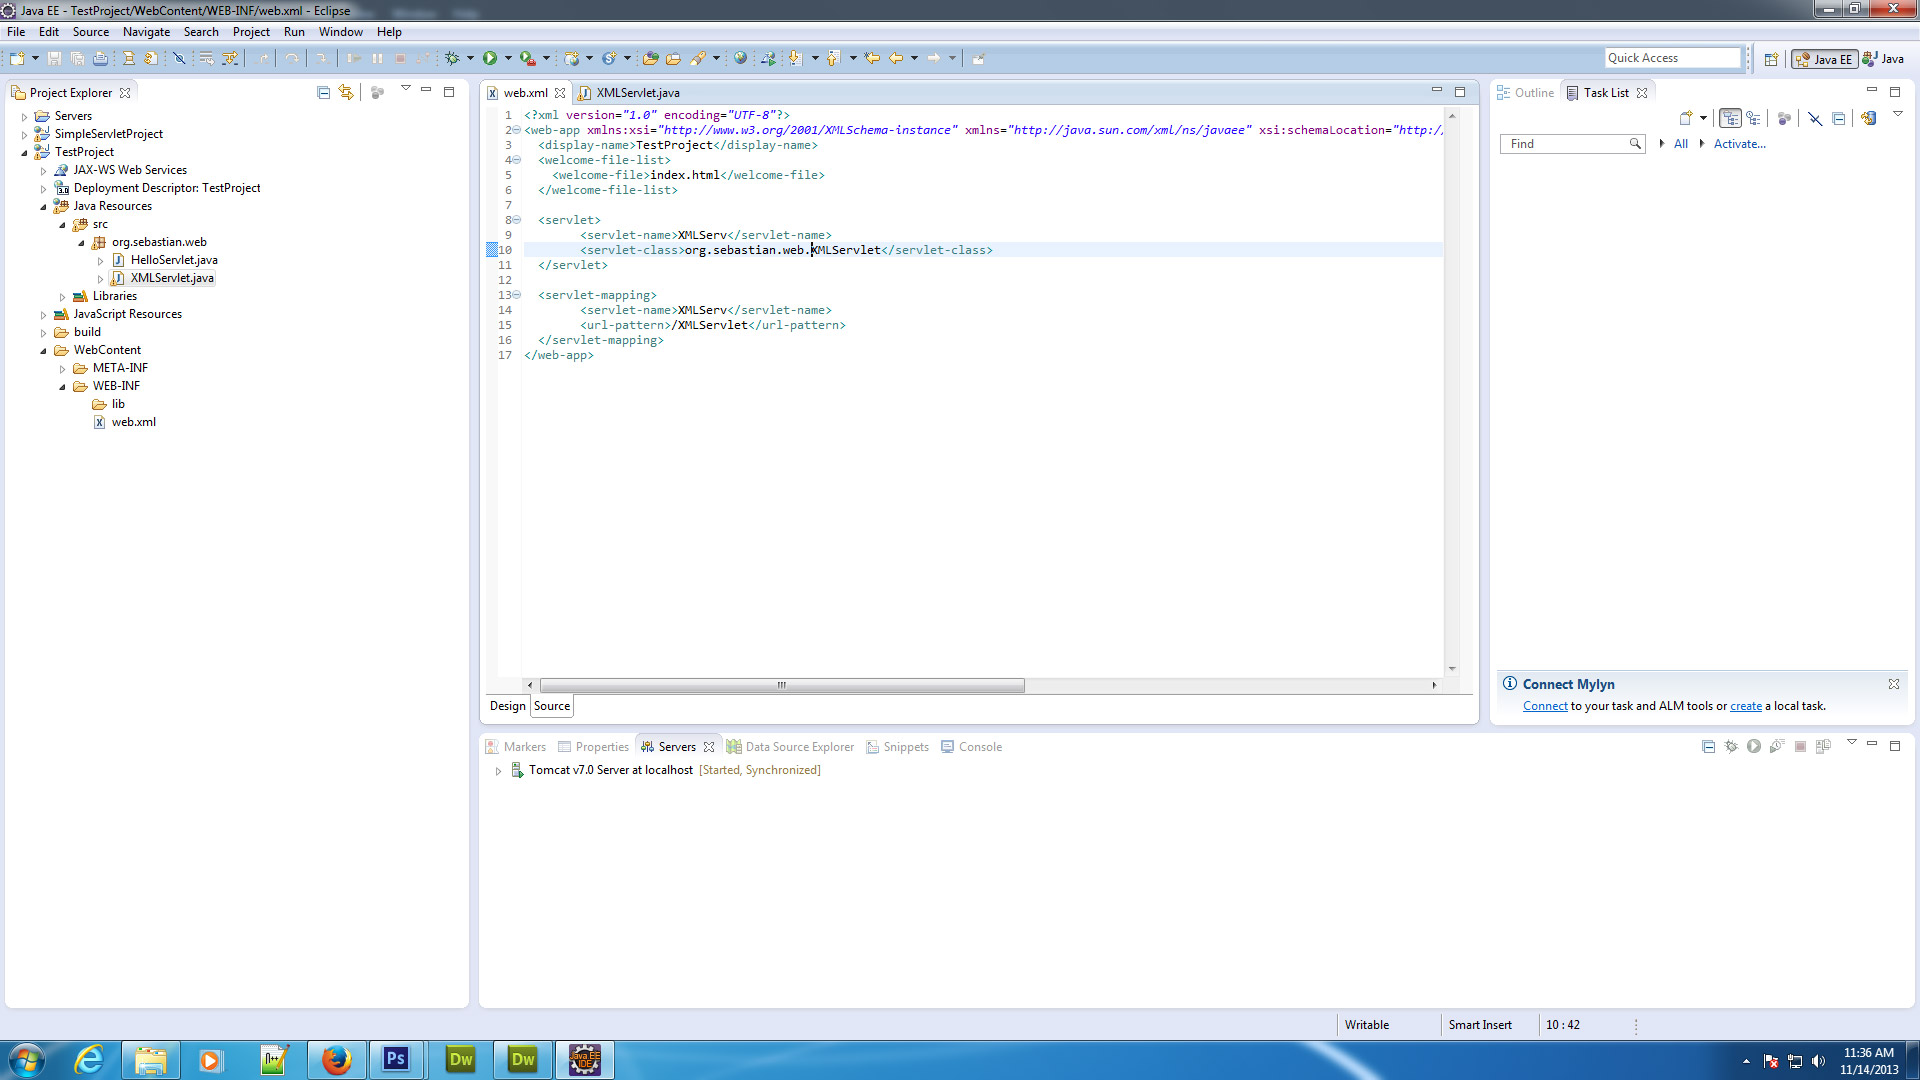 Java EE - TestProject/WebContent/WEB-INF/web.xml - Eclipse
File Edit Source Navigate Search Project Run Window Help
Quick Access
Java EE
Java
Project Explorer
Servers
SimpleServletProject
TestProject
JAX-WS Web Services
Deployment Descriptor: TestProject
Java Resources
src
org.sebastian.web
HelloServlet.java
XMLServlet.java
Libraries
JavaScript Resources
build
WebContent
META-INF
WEB-INF
lib
web.xml
web.xml XMLServlet.java
1 <?xml version="1.0" encoding="UTF-8"?>
2 <web-app xmlns:xsi="http://www.w3.org/2001/XMLSchema-instance" xmlns="http://java.sun.com/xml/ns/javaee" xsi:schemaLocation="http:/
3 <display-name>TestProject</display-name>
4 <welcome-file-list>
5 <welcome-file>index.html</welcome-file>
6 </welcome-file-list>
7
8 <servlet>
9 <servlet-name>XMLServ</servlet-name>
10 <servlet-class>org.sebastian.web.XMLServlet</servlet-class>
11 </servlet>
12
13 <servlet-mapping>
14 <servlet-name>XMLServ</servlet-name>
15 <url-pattern>/XMLServlet</url-pattern>
16 </servlet-mapping>
17 </web-app>
Design Source
Outline Task List
Find All Activate...
Connect Mylyn
Connect to your task and ALM tools or create a local task.
Markers Properties Servers Data Source Explorer Snippets Console
Tomcat v7.0 Server at localhost [Started, Synchronized]
Writable Smart Insert 10 : 42
Ps Dw Dw Java EE IDE
11:36 AM
11/14/2013